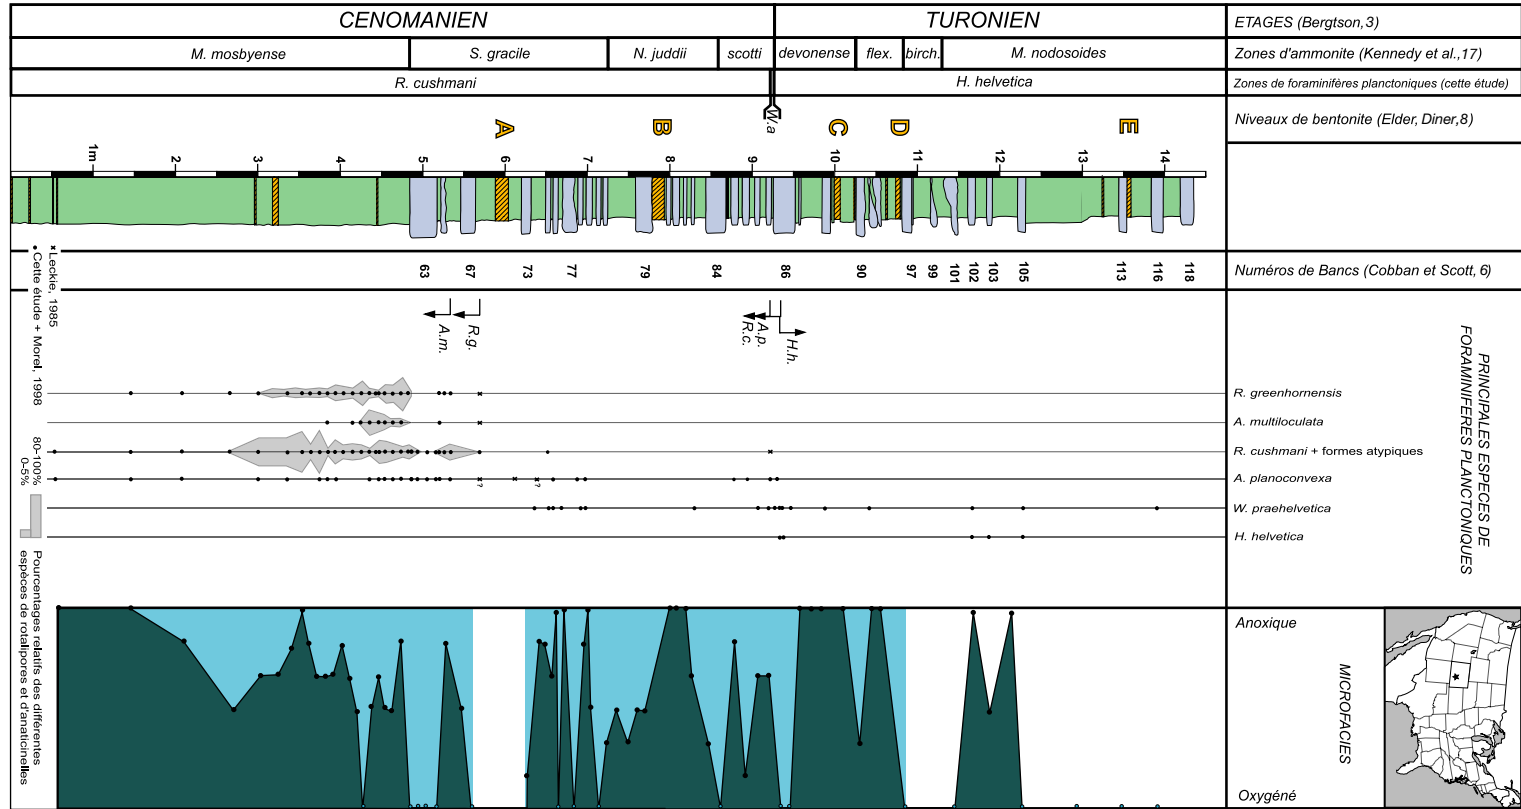 CENOMANIEN
TURONIEN
ETAGES (Bergtson,3)
M. mosbyense
S. gracile
N. juddii
scotti
devonense
flex.
birch.
M. nodosoides
Zones d'ammonite (Kennedy et al.,17)
R. cushmani
H. helvetica
Zones de foraminifères planctoniques (cette étude)
W.a
A
B
C
D
E
Niveaux de bentonite (Elder, Diner,8)
1m
2
3
4
5
6
7
8
9
10
11
12
13
14
63
67
73
77
79
84
86
90
97
99
101
102
103
105
113
116
118
Numéros de Bancs (Cobban et Scott, 6)
× Leckie, 1985
• Cette étude + Morel, 1998
A.m.
R.g.
R.c.
A.p.
H.h.
PRINCIPALES ESPECES DE
FORAMINIFERES PLANCTONIQUES
R. greenhornensis
A. multiloculata
R. cushmani + formes atypiques
A. planoconvexa
? ?
W. praehelvetica
H. helvetica
80-100%
0-5%
Pourcentages relatifs des différentes
espèces de rotalipores et d'anaticinelles
Anoxique
MICROFACIES
Oxygéné